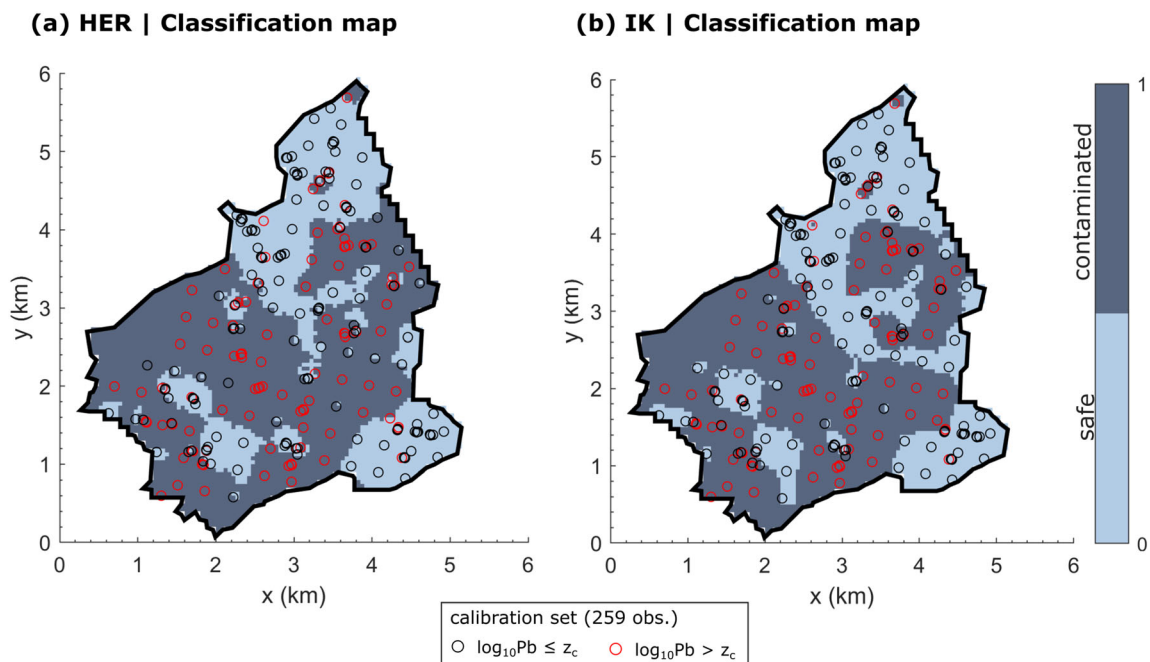 (a) HER | Classification map
(b) IK | Classification map
6
5
4
3
2
1
0
y (km)
0 1 2 3 4 5 6
x (km)
6
5
4
3
2
1
0
y (km)
0 1 2 3 4 5 6
x (km)
1
contaminated
safe
0
calibration set (259 obs.)
log₁₀Pb ≤ z꜀ log₁₀Pb > z꜀